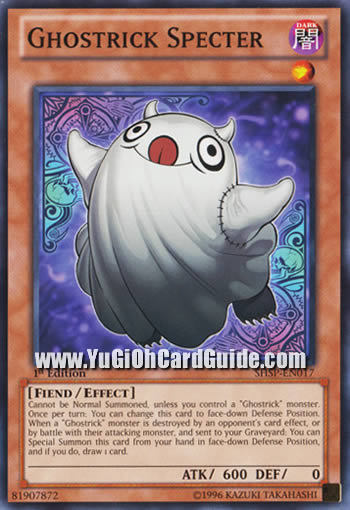 GHOSTRICK SPECTER
DARK
闇
www.YuGiOhCardGuide.com
1st Edition
SHSP-EN017
[FIEND / EFFECT]
Cannot be Normal Summoned, unless you control a "Ghostrick" monster.
Once per turn: You can change this card to face-down Defense Position.
When a "Ghostrick" monster is destroyed by an opponent's card effect, or
by battle with their attacking monster, and sent to your Graveyard: You can
Special Summon this card from your hand in face-down Defense Position,
and if you do, draw 1 card.
ATK/ 600 DEF/ 0
81907872
©1996 KAZUKI TAKAHASHI